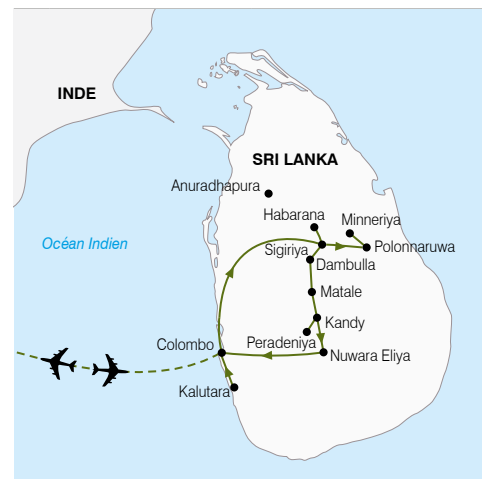 INDE
SRI LANKA
Anuradhapura
Habarana
Minneriya
Océan Indien
Sigiriya
Polonnaruwa
Dambulla
Matale
Kandy
Peradeniya
Colombo
Nuwara Eliya
Kalutara